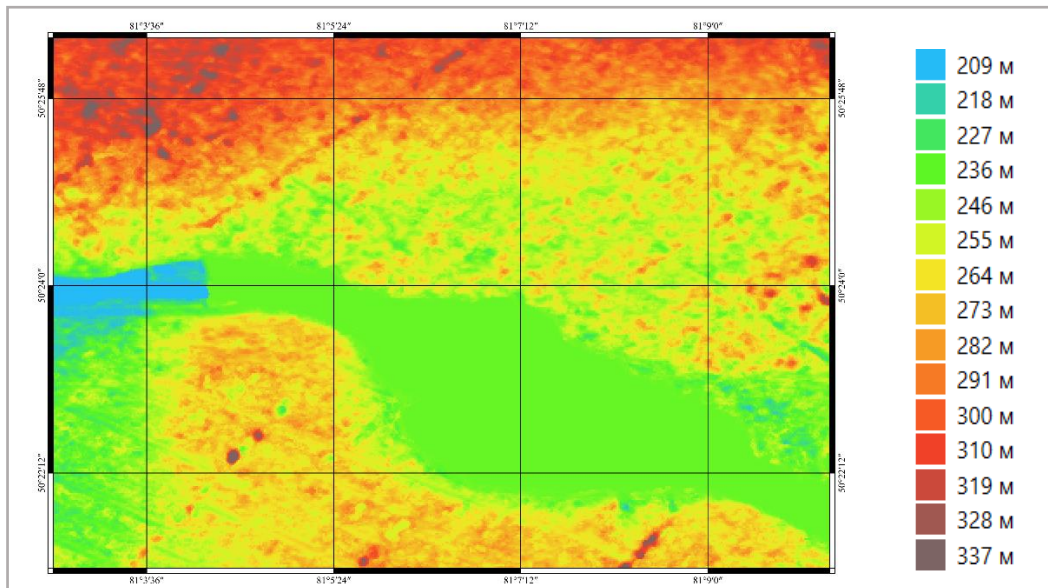 81°3'36" 81°5'24" 81°7'12" 81°9'0"
50°25'48" 50°25'48"
50°24'0" 50°24'0"
50°22'12" 50°22'12"
81°3'36" 81°5'24" 81°7'12" 81°9'0"
209 м
218 м
227 м
236 м
246 м
255 м
264 м
273 м
282 м
291 м
300 м
310 м
319 м
328 м
337 м